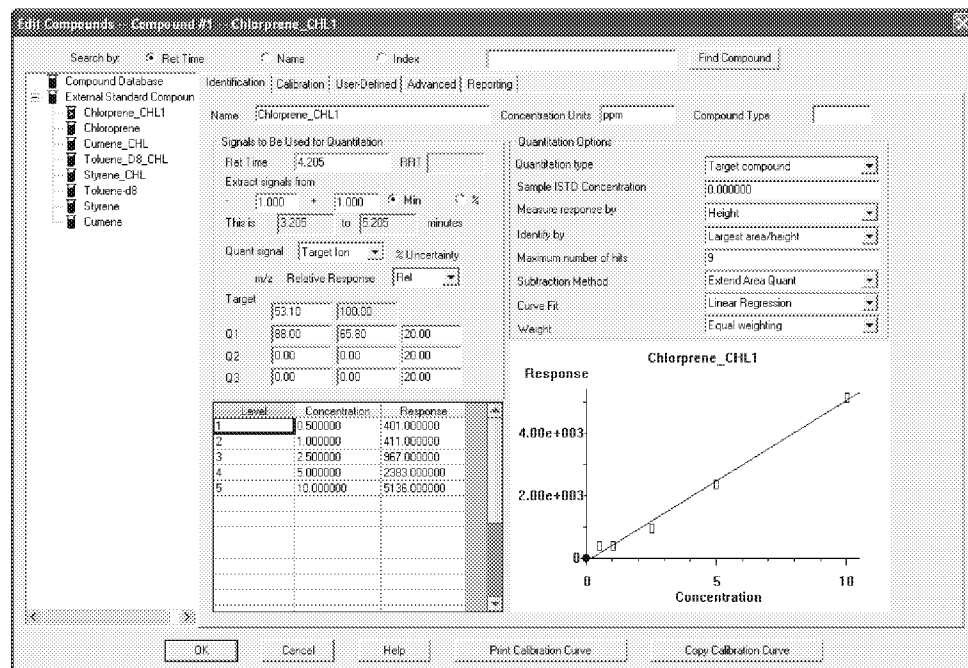 Edit Compounds -- Compound #1 -- Chlorprene_CHL1
Search by: Ret Time Name Index Find Compound
Compound Database
External Standard Compoun
Chlorprene_CHL1
Chloroprene
Cumene_CHL
Toluene_D8_CHL
Styrene_CHL
Toluene-d8
Styrene
Cumene
Identification Calibration User-Defined Advanced Reporting
Name Chlorprene_CHL1 Concentration Units ppm Compound Type
Signals to Be Used for Quantitation
Ret Time 4.205 RRT
Extract signals from
- 1.000 + 1.000 Min %
This is 3.205 to 5.205 minutes
Quant signal Target Ion % Uncertainty
m/z Relative Response Rel
Target 53.10 100.00
Q1 88.00 65.80 20.00
Q2 0.00 0.00 20.00
Q3 0.00 0.00 20.00
Quantitation Options
Quantitation type Target compound
Sample ISTD Concentration 0.000000
Measure response by Height
Identify by Largest area/height
Maximum number of hits 9
Subtraction Method Extend Area Quant
Curve Fit Linear Regression
Weight Equal weighting
Level Concentration Response
1 0.500000 401.000000
2 1.000000 411.000000
3 2.500000 967.000000
4 5.000000 2383.000000
5 10.000000 5136.000000
Chlorprene_CHL1
Response
4.00e+003
2.00e+003
0
0 5 10
Concentration
OK Cancel Help Print Calibration Curve Copy Calibration Curve